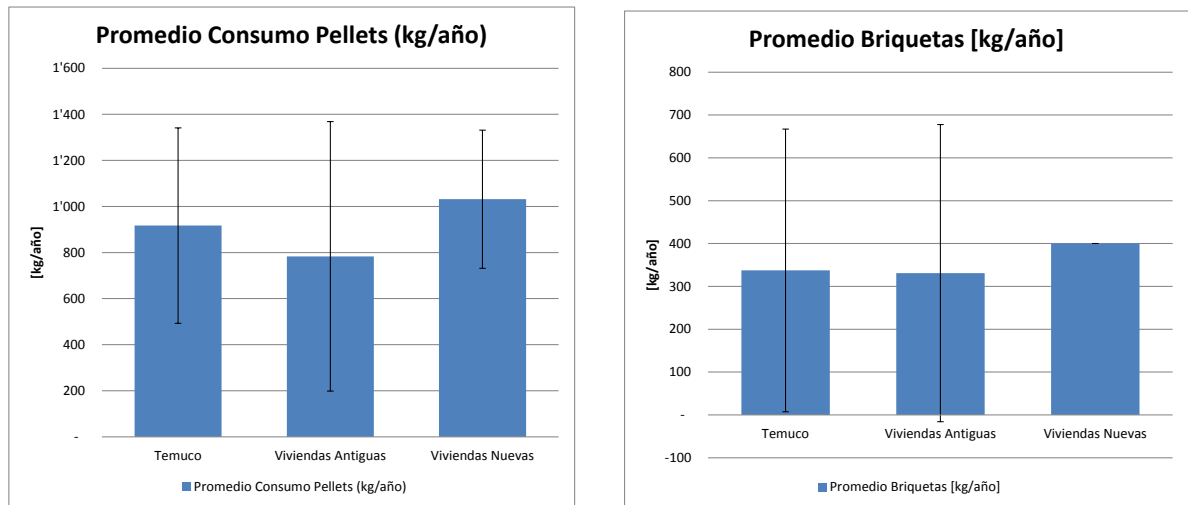 Promedio Consumo Pellets (kg/año)
1'600
1'400
1'200
1'000
800
600
400
200
-
[kg/año]
Temuco
Viviendas Antiguas
Viviendas Nuevas
Promedio Consumo Pellets (kg/año)
Promedio Briquetas [kg/año]
800
700
600
500
400
300
200
100
-
-100
[kg/año]
Temuco
Viviendas Antiguas
Viviendas Nuevas
Promedio Briquetas [kg/año]